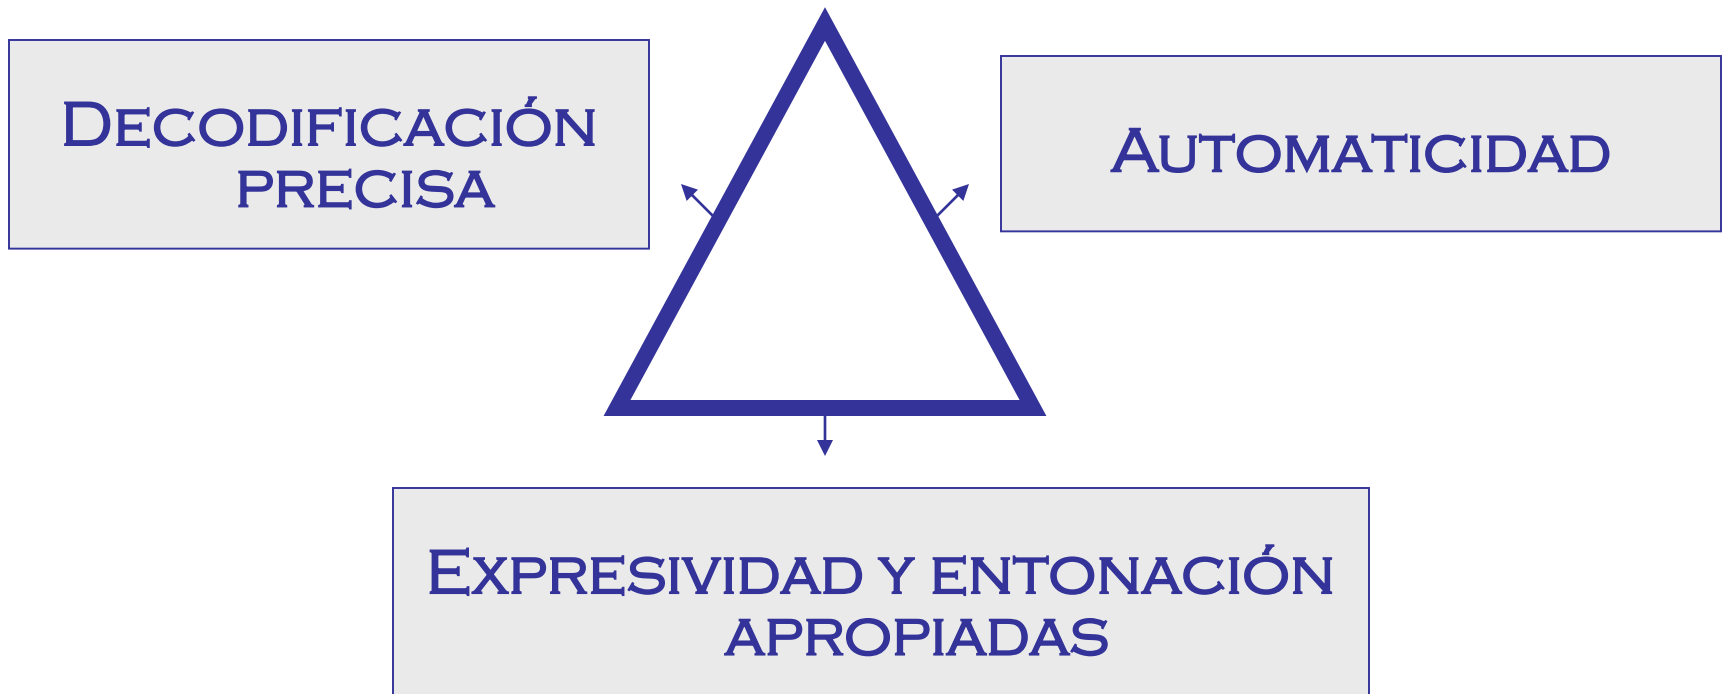 Decodificación
precisa
Automaticidad
Expresividad y entonación
apropiadas